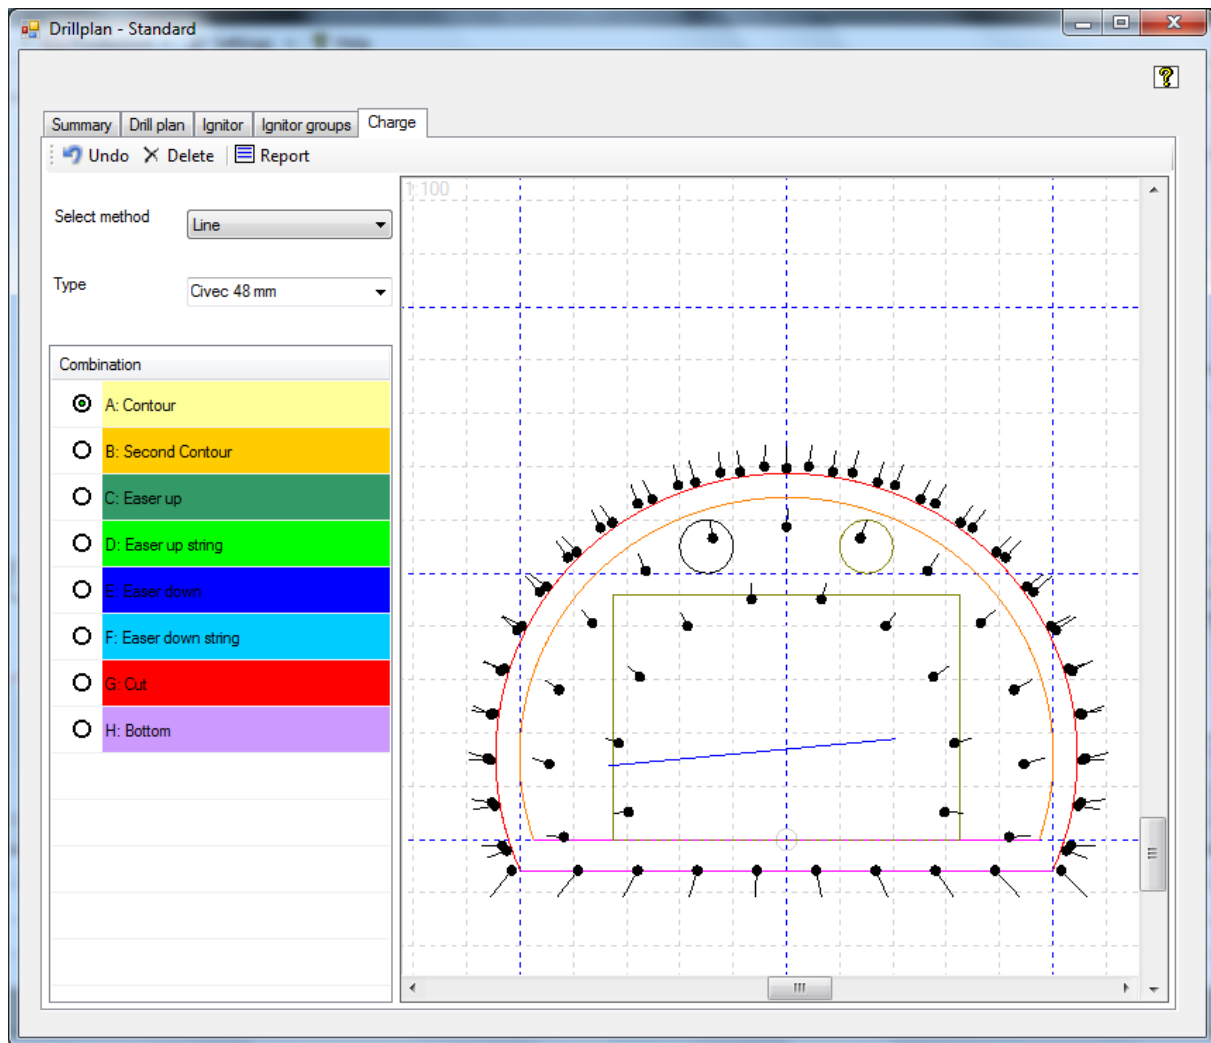 Drillplan - Standard
Summary Drill plan Ignitor Ignitor groups Charge
Undo Delete Report
1:100
Select method Line
Type Civec 48 mm
Combination
A: Contour
B: Second Contour
C: Easer up
D: Easer up string
E: Easer down
F: Easer down string
G: Cut
H: Bottom